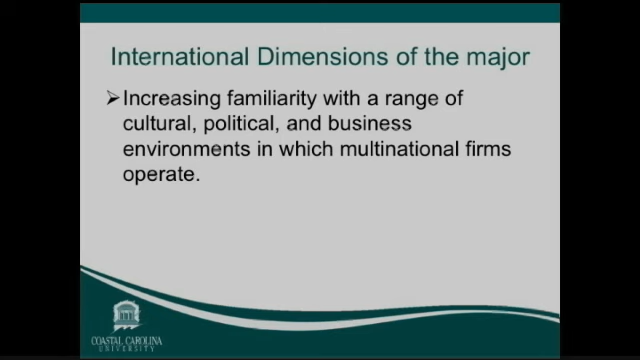 International Dimensions of the major
➢Increasing familiarity with a range of
cultural, political, and business
environments in which multinational firms
operate.
COASTAL CAROLINA
UNIVERSITY